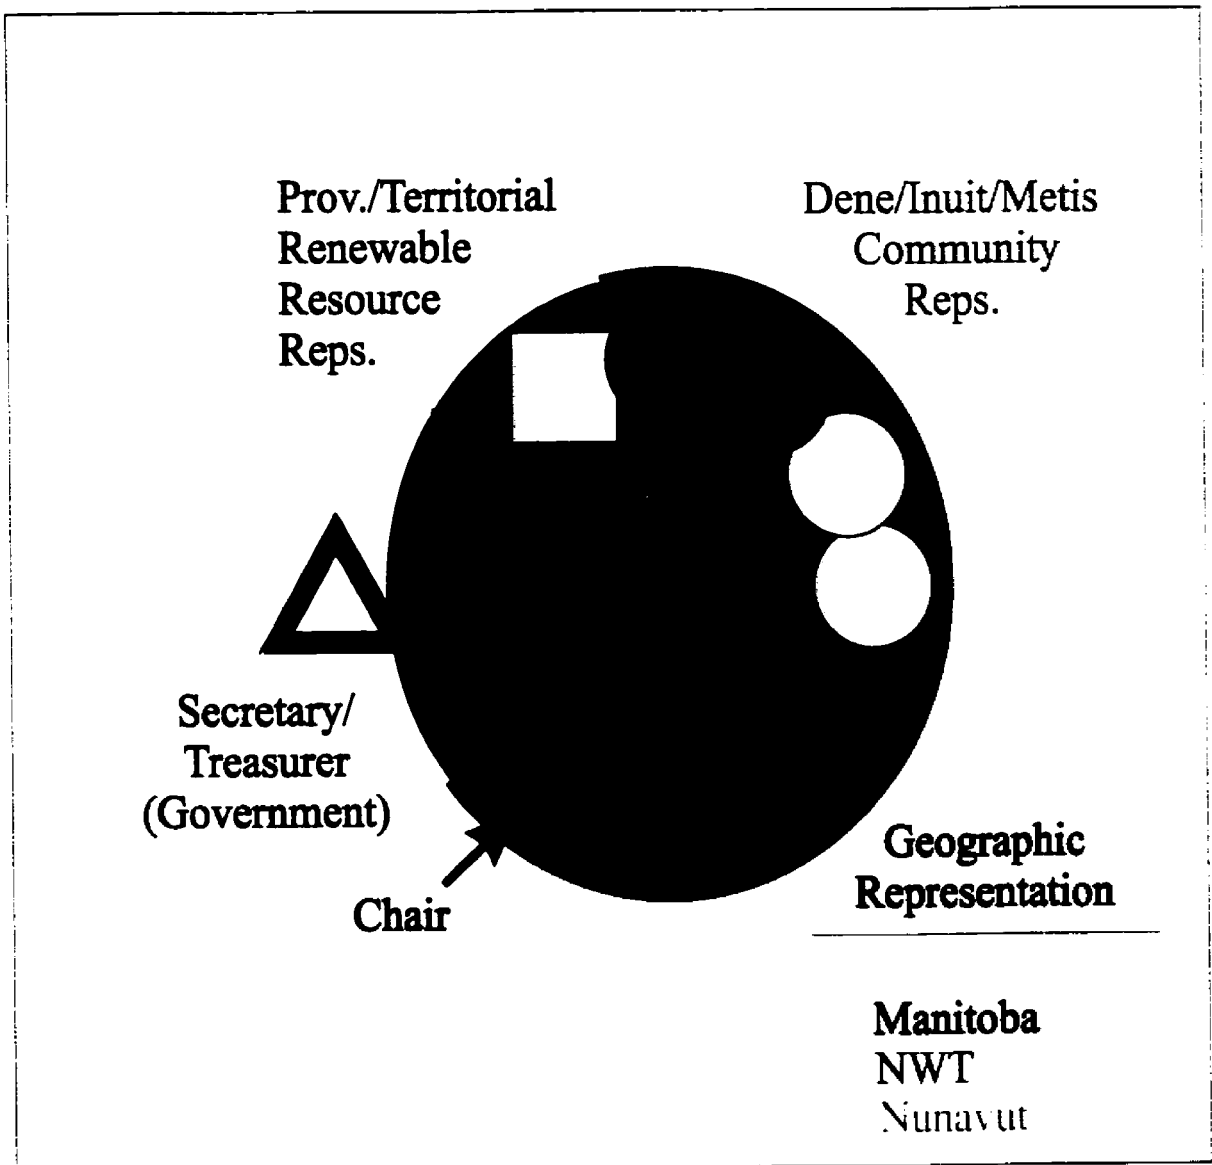 Prov./Territorial
Renewable
Resource
Reps.
Dene/Inuit/Metis
Community
Reps.
Secretary/
Treasurer
(Government)
Chair
Geographic
Representation
Manitoba
NWT
Nunavut